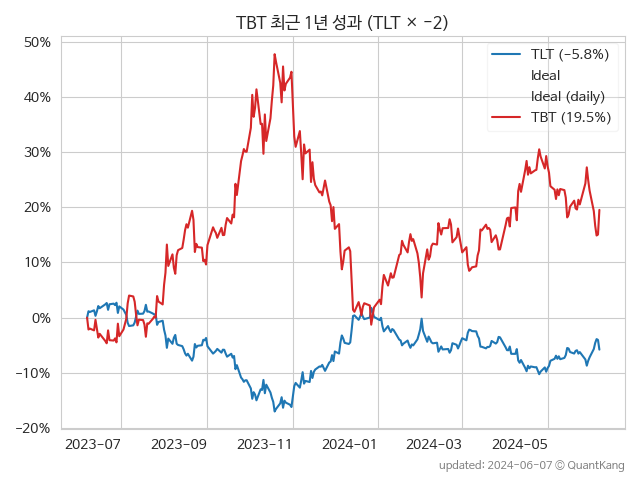 TBT 최근 1년 성과 (TLT × −2)
50%
40%
30%
20%
10%
0%
−10%
−20%
TLT (−5.8%)
Ideal
Ideal (daily)
TBT (19.5%)
2023-07
2023-09
2023-11
2024-01
2024-03
2024-05
updated: 2024-06-07 © QuantKang